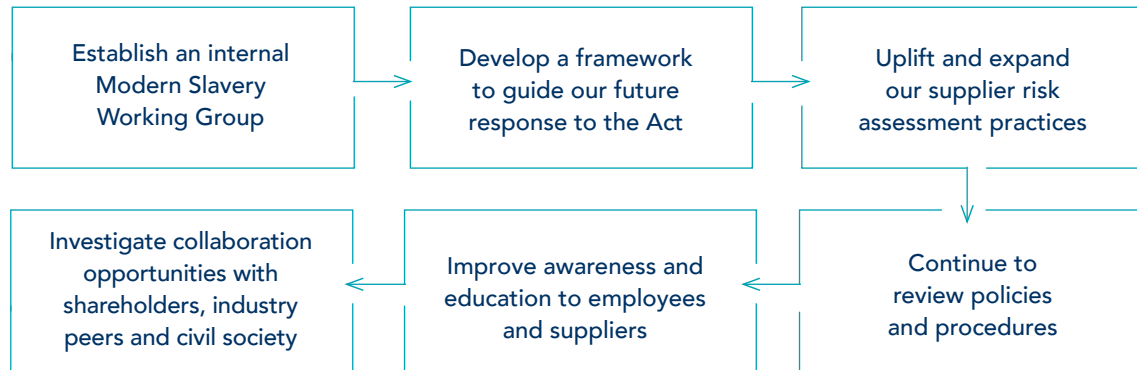 Establish an internal
Modern Slavery
Working Group
Develop a framework
to guide our future
response to the Act
Uplift and expand
our supplier risk
assessment practices
Continue to
review policies
and procedures
Improve awareness and
education to employees
and suppliers
Investigate collaboration
opportunities with
shareholders, industry
peers and civil society